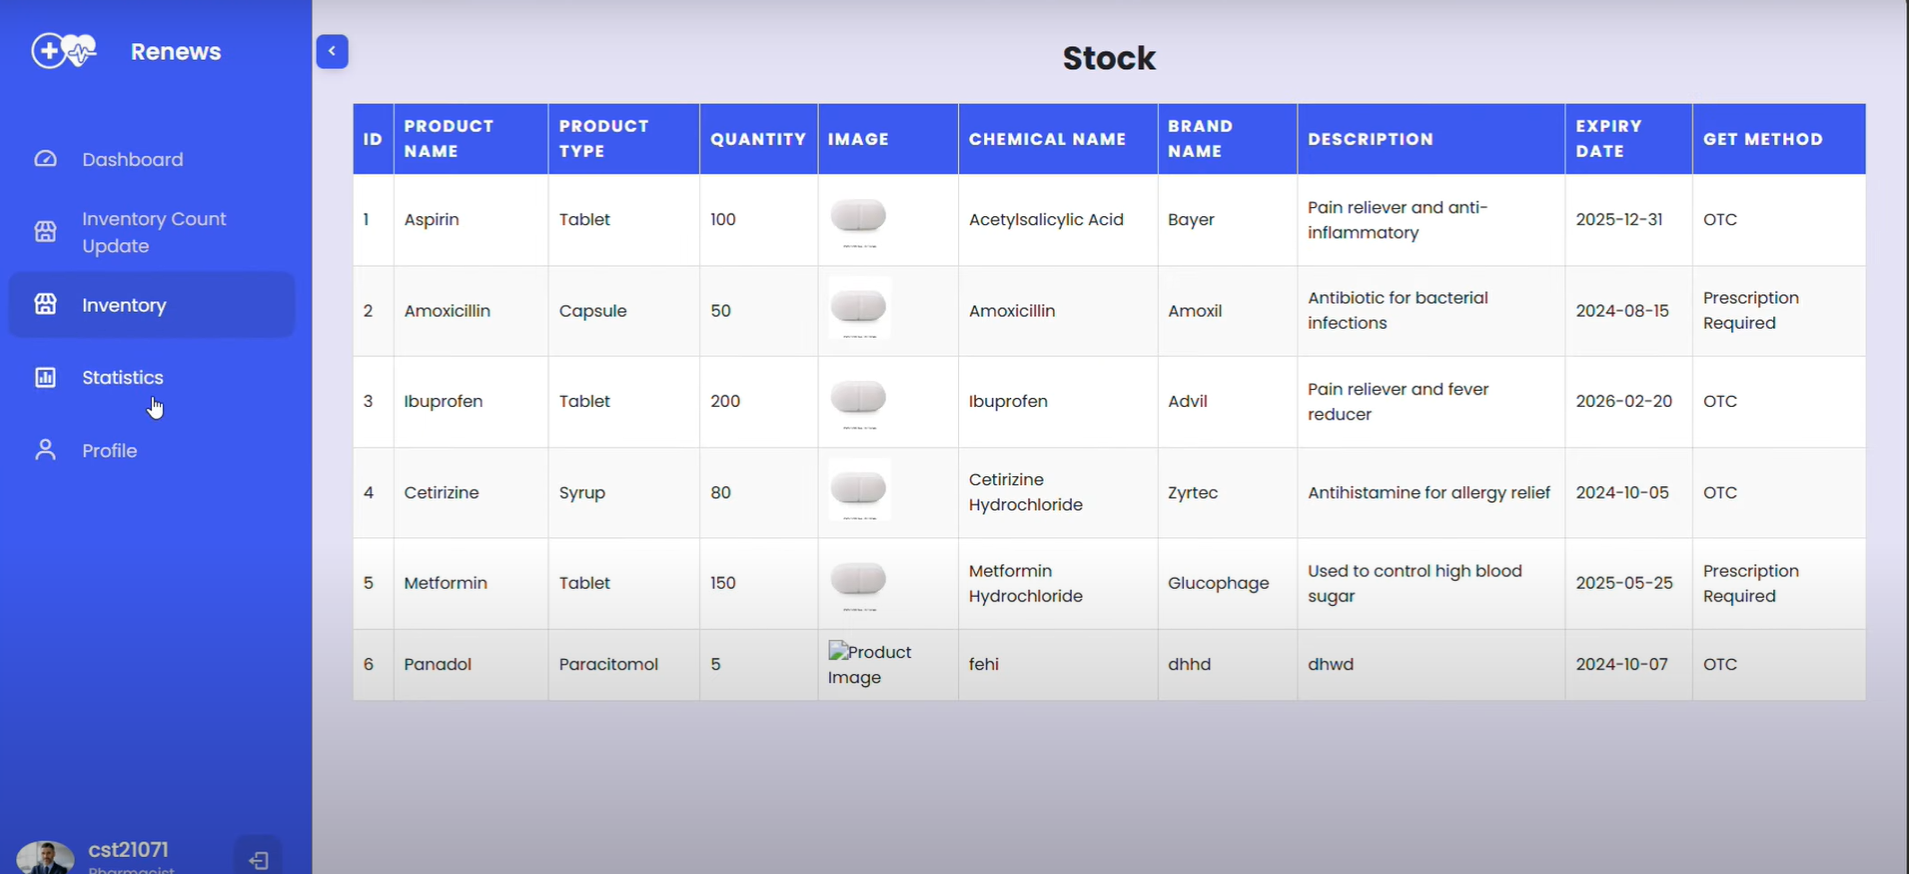 Renews
Dashboard
Inventory Count
Update
Inventory
Statistics
Profile
cst21071
Pharmacist
Stock
ID PRODUCT NAME PRODUCT TYPE QUANTITY IMAGE CHEMICAL NAME BRAND NAME DESCRIPTION EXPIRY DATE GET METHOD
1 Aspirin Tablet 100 Acetylsalicylic Acid Bayer Pain reliever and anti-inflammatory 2025-12-31 OTC
2 Amoxicillin Capsule 50 Amoxicillin Amoxil Antibiotic for bacterial infections 2024-08-15 Prescription Required
3 Ibuprofen Tablet 200 Ibuprofen Advil Pain reliever and fever reducer 2026-02-20 OTC
4 Cetirizine Syrup 80 Cetirizine Hydrochloride Zyrtec Antihistamine for allergy relief 2024-10-05 OTC
5 Metformin Tablet 150 Metformin Hydrochloride Glucophage Used to control high blood sugar 2025-05-25 Prescription Required
6 Panadol Paracitomol 5 Product Image fehi dhhd dhwd 2024-10-07 OTC